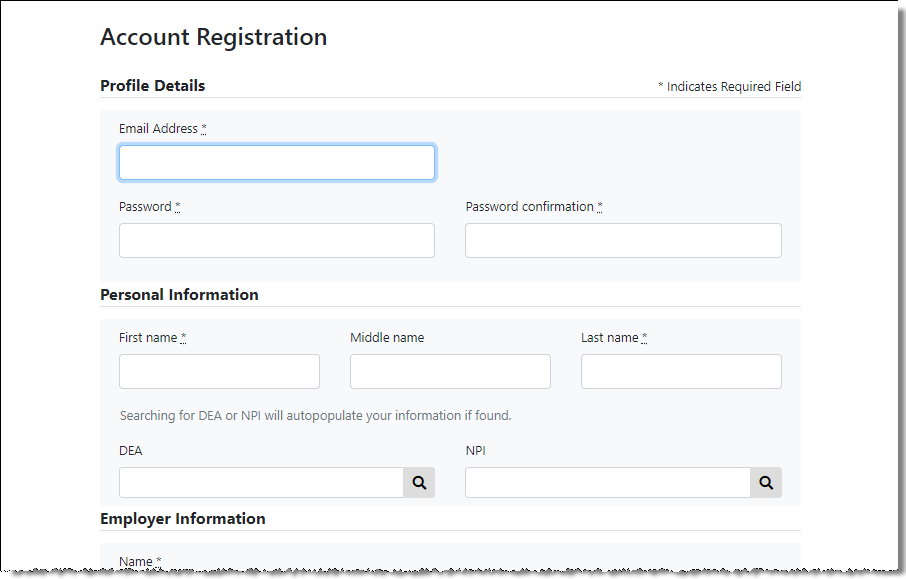 Account Registration
Profile Details * Indicates Required Field
Email Address *
Password * Password confirmation *
Personal Information
First name * Middle name Last name *
Searching for DEA or NPI will autopopulate your information if found.
DEA NPI
Employer Information
Name *